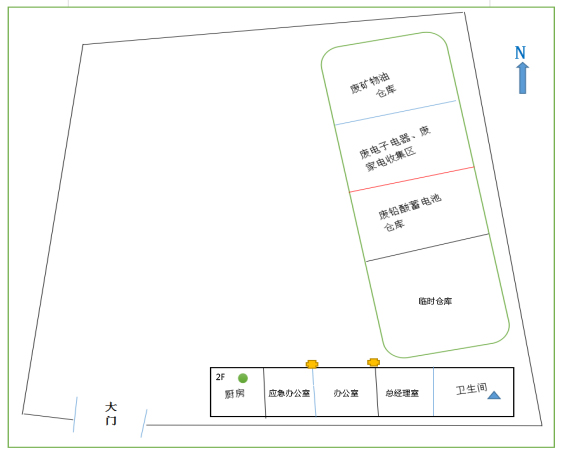 N
废矿物油
仓库
废电子电器、废
家电收集区
废铅酸蓄电池
仓库
临时仓库
2F
厨房
应急办公室
办公室
总经理室
卫生间
大
门